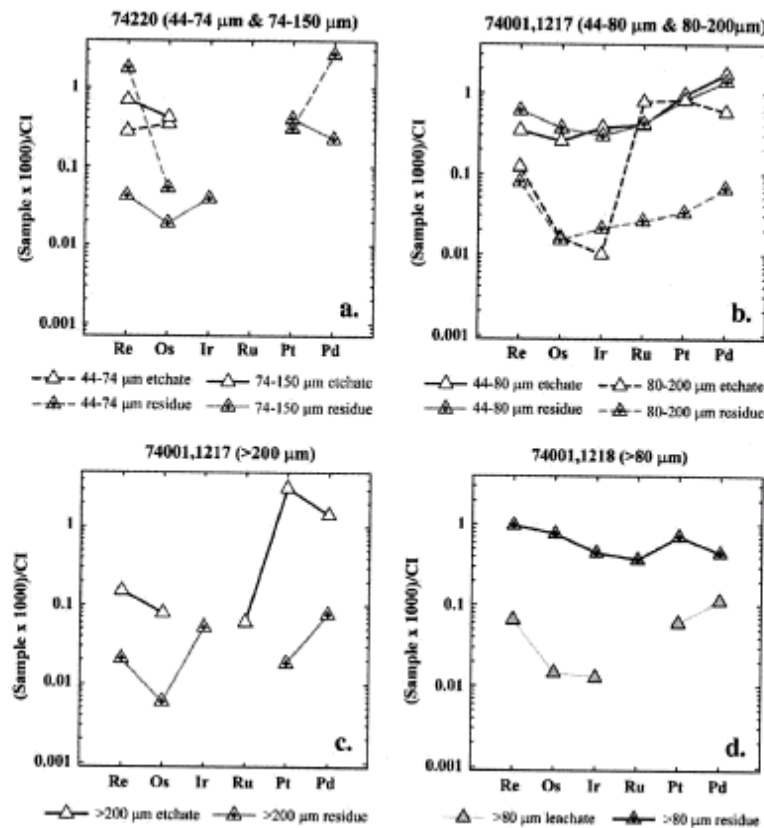 74220 (44-74 μm & 74-150 μm)
(Sample x 1000)/CI
1
0.1
0.01
0.001
a.
Re Os Ir Ru Pt Pd
44-74 μm etchate 74-150 μm etchate
44-74 μm residue 74-150 μm residue
74001,1217 (44-80 μm & 80-200μm)
(Sample x 1000)/CI
1
0.1
0.01
0.001
b.
Re Os Ir Ru Pt Pd
44-80 μm etchate 80-200 μm etchate
44-80 μm residue 80-200 μm residue
74001,1217 (>200 μm)
(Sample x 1000)/CI
1
0.1
0.01
0.001
c.
Re Os Ir Ru Pt Pd
>200 μm etchate >200 μm residue
74001,1218 (>80 μm)
(Sample x 1000)/CI
1
0.1
0.01
0.001
d.
Re Os Ir Ru Pt Pd
>80 μm leachate >80 μm residue